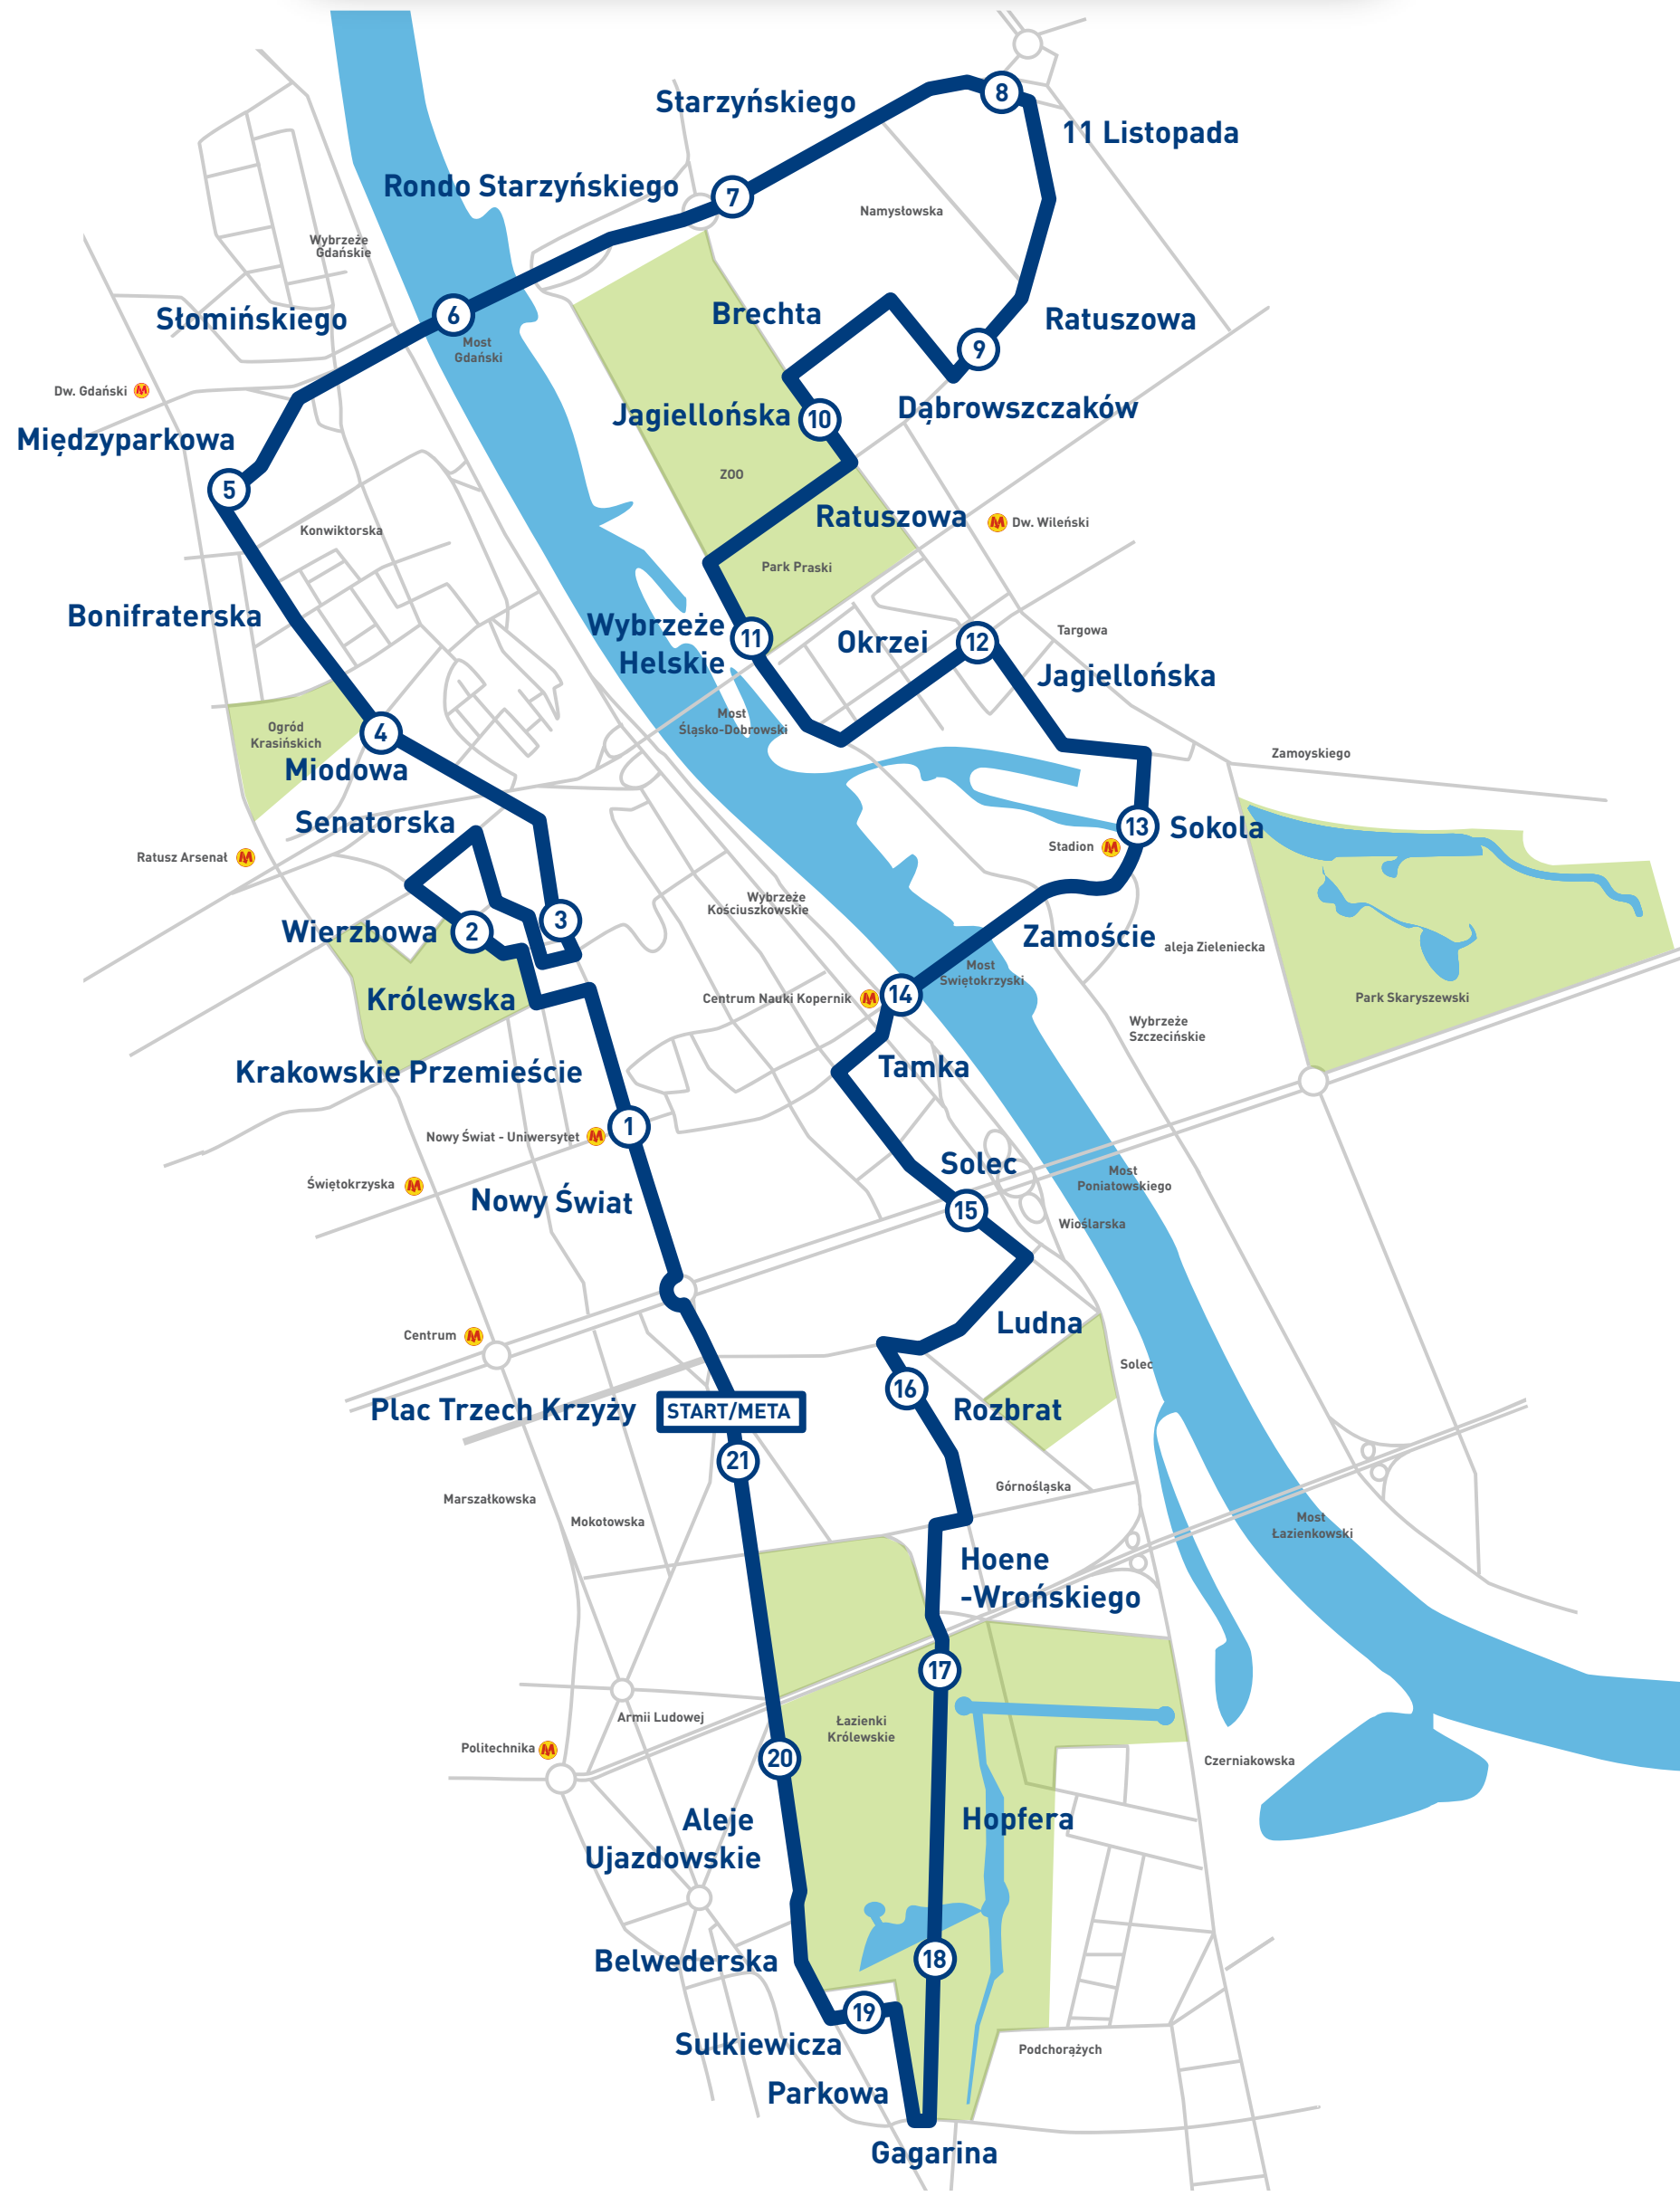 8
Starzyńskiego
11 Listopada
Rondo Starzyńskiego
7
Namysłowska
Wybrzeże
Gdańskie
Słomińskiego
6
Brechta
Ratuszowa
Most
Gdański
9
Dw. Gdański M
Jagiellońska
10
Dąbrowszczaków
Międzyparkowa
ZOO
5
Konwiktorska
Ratuszowa
M Dw. Wileński
Park Praski
Bonifraterska
Wybrzeże
Helskie
11
Okrzei
12
Targowa
Jagiellońska
Ogród
Krasińskich
4
Most
Śląsko-Dobrowski
Zamoyskiego
Miodowa
Senatorska
13
Sokola
Ratusz Arsenał M
Stadion M
Wybrzeże
Kościuszkowskie
Wierzbowa
2
3
Zamoście
aleja Zieleniecka
Most
Swiętokrzyski
Królewska
Centrum Nauki Kopernik M
14
Park Skaryszewski
Wybrzeże
Szczecińskie
Krakowskie Przemieście
Tamka
1
Nowy Świat - Uniwersytet M
Solec
Most
Poniatowskiego
Świętokrzyska M
Nowy Świat
15
Wioślarska
Centrum M
Ludna
Solec
16
Plac Trzech Krzyży
START/META
Rozbrat
21
Marszałkowska
Górnośląska
Mokotowska
Most
Łazienkowski
Hoene
-Wrońskiego
17
Armii Ludowej
Łazienki
Królewskie
Politechnika M
20
Czerniakowska
Aleje
Ujazdowskie
Hopfera
Belwederska
18
19
Sulkiewicza
Podchorążych
Parkowa
Gagarina